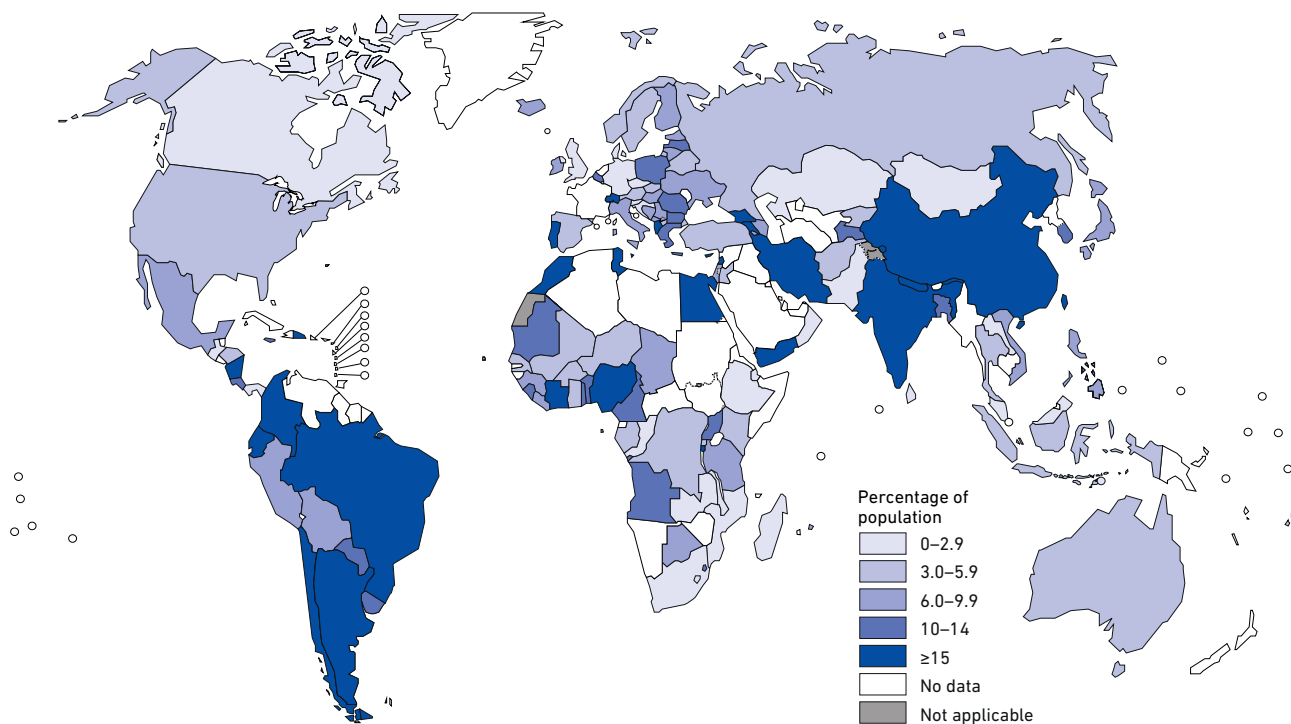 Percentage of
population
0–2.9
3.0–5.9
6.0–9.9
10–14
≥15
No data
Not applicable